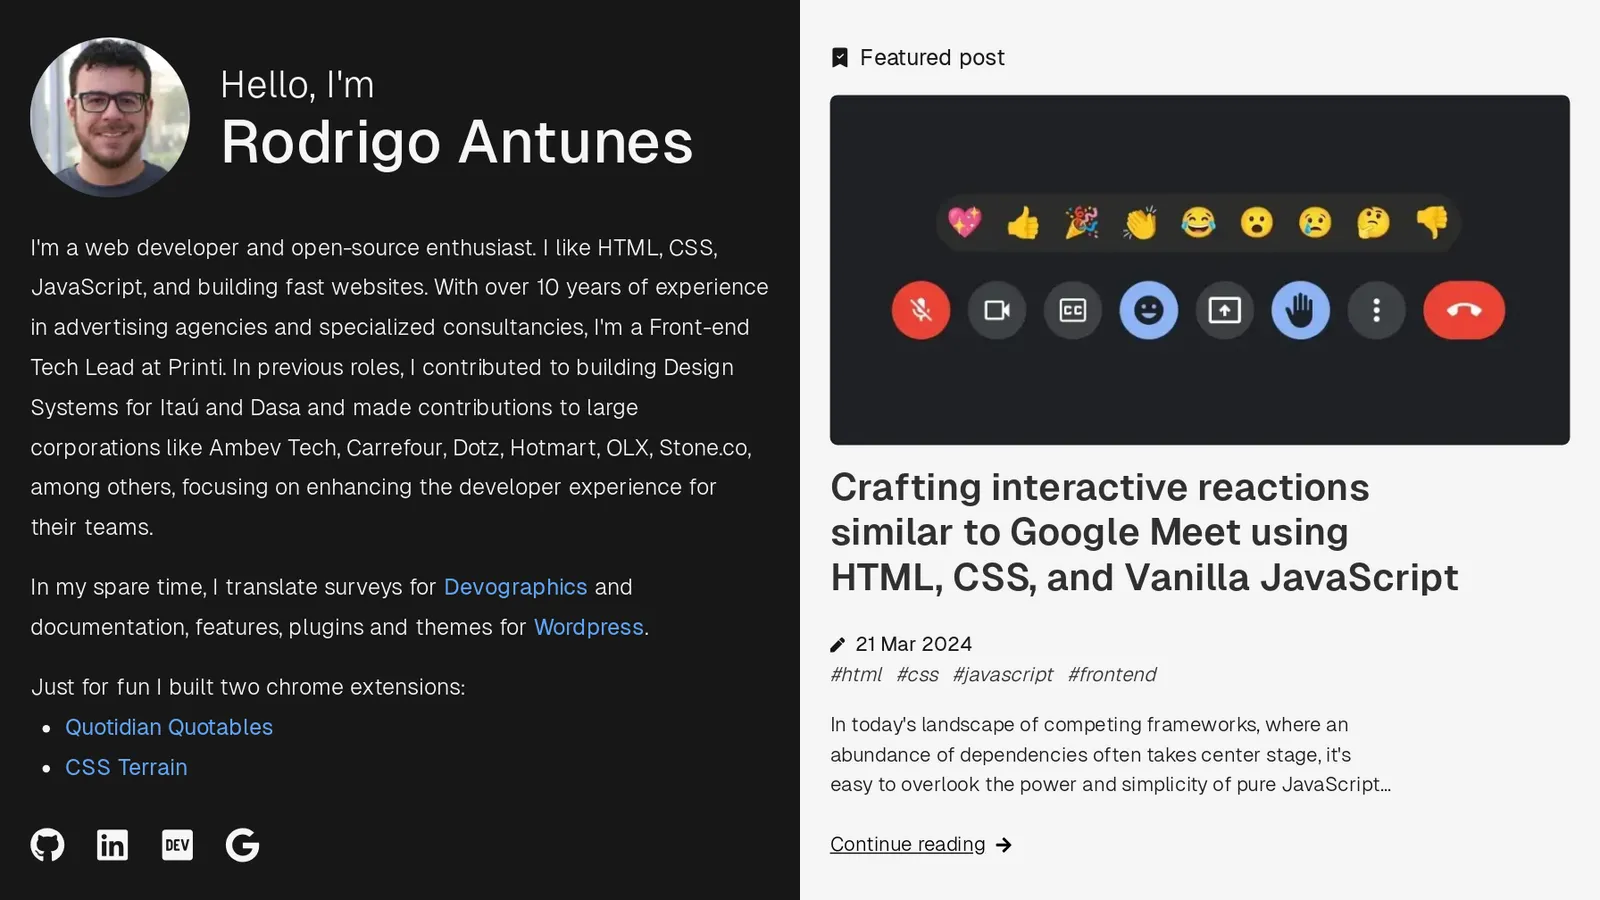 Hello, I'm
Rodrigo Antunes
I'm a web developer and open-source enthusiast. I like HTML, CSS,
JavaScript, and building fast websites. With over 10 years of experience
in advertising agencies and specialized consultancies, I'm a Front-end
Tech Lead at Printi. In previous roles, I contributed to building Design
Systems for Itaú and Dasa and made contributions to large
corporations like Ambev Tech, Carrefour, Dotz, Hotmart, OLX, Stone.co,
among others, focusing on enhancing the developer experience for
their teams.
In my spare time, I translate surveys for Devographics and
documentation, features, plugins and themes for Wordpress.
Just for fun I built two chrome extensions:
• Quotidian Quotables
• CSS Terrain
in DEV G
Featured post
CC
Crafting interactive reactions
similar to Google Meet using
HTML, CSS, and Vanilla JavaScript
21 Mar 2024
#html #css #javascript #frontend
In today's landscape of competing frameworks, where an
abundance of dependencies often takes center stage, it's
easy to overlook the power and simplicity of pure JavaScript...
Continue reading